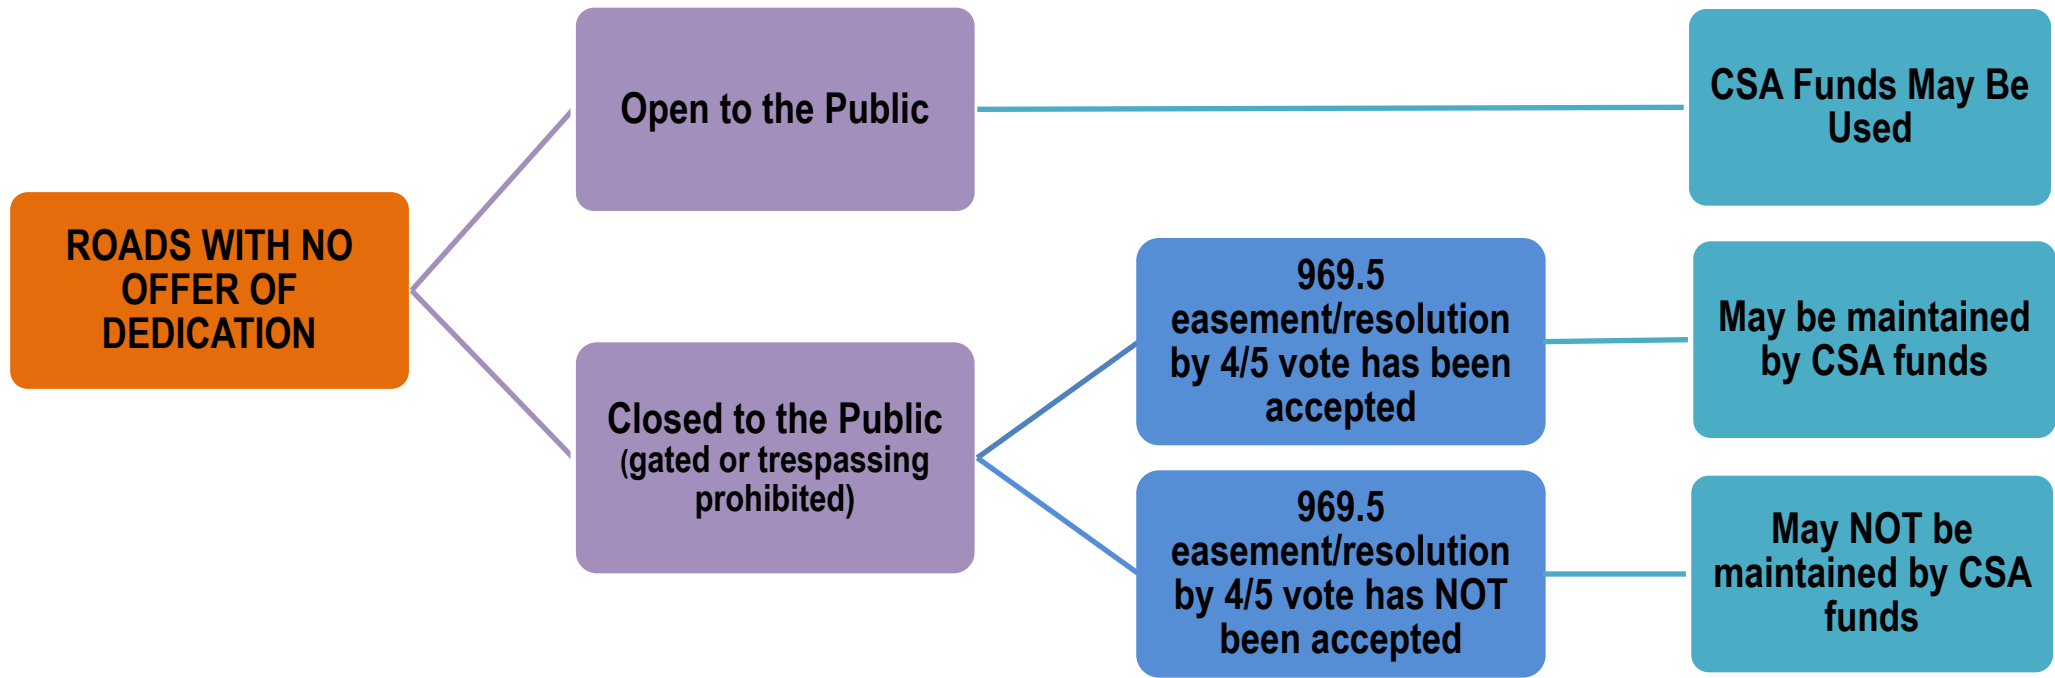 ROADS WITH NO
OFFER OF
DEDICATION
Open to the Public
CSA Funds May Be
Used
Closed to the Public
(gated or trespassing
prohibited)
969.5
easement/resolution
by 4/5 vote has been
accepted
May be maintained
by CSA funds
969.5
easement/resolution
by 4/5 vote has NOT
been accepted
May NOT be
maintained by CSA
funds